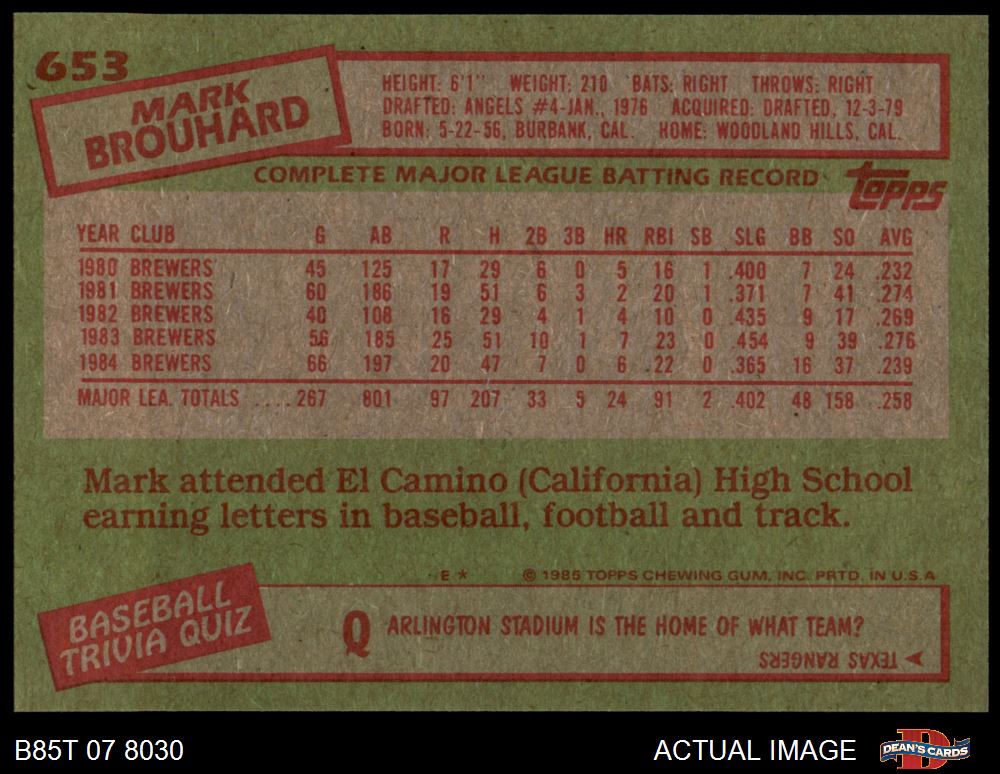 653
MARK
BROUHARD
HEIGHT: 6'1" WEIGHT: 210 BATS: RIGHT THROWS: RIGHT
DRAFTED: ANGELS #4-JAN., 1976 ACQUIRED: DRAFTED, 12-3-79
BORN: 5-22-56, BURBANK, CAL. HOME: WOODLAND HILLS, CAL.
COMPLETE MAJOR LEAGUE BATTING RECORD
topps
YEAR CLUB G AB R H 2B 3B HR RBI SB SLG BB SO AVG
1980 BREWERS 45 125 17 29 6 0 5 16 1 .400 7 24 .232
1981 BREWERS 60 186 19 51 6 3 2 20 1 .371 7 41 .274
1982 BREWERS 40 108 16 29 4 1 4 10 0 .435 9 17 .269
1983 BREWERS 56 185 25 51 10 1 7 23 0 .454 9 39 .276
1984 BREWERS 66 197 20 47 7 0 6 22 0 .365 16 37 .239
MAJOR LEA. TOTALS ....267 801 97 207 33 5 24 91 2 .402 48 158 .258
Mark attended El Camino (California) High School
earning letters in baseball, football and track.
E * © 1985 TOPPS CHEWING GUM, INC. PRTD. IN U.S.A.
BASEBALL
TRIVIA QUIZ
Q ARLINGTON STADIUM IS THE HOME OF WHAT TEAM?
TEXAS RANGERS
B85T 07 8030
ACTUAL IMAGE
DEAN'S CARDS